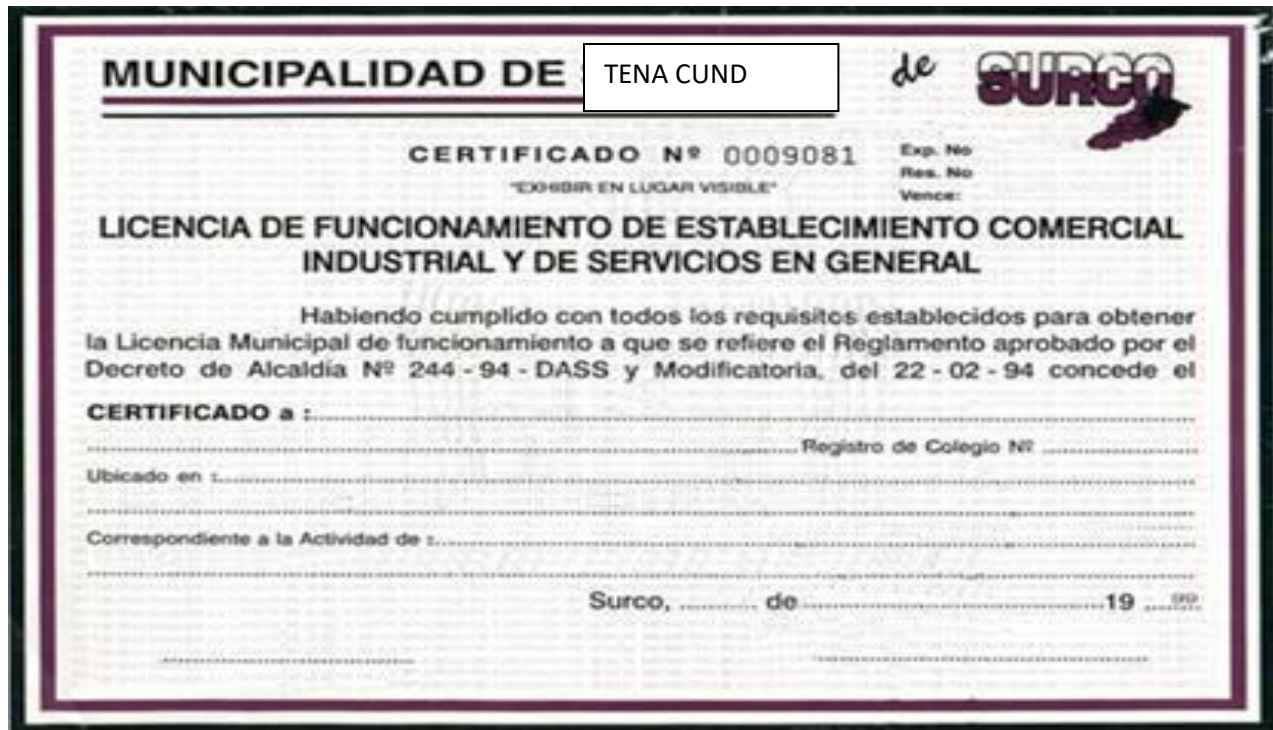 MUNICIPALIDAD DE TENA CUND
de SURCO
CERTIFICADO Nº 0009081
Exp. No
"EXHIBIR EN LUGAR VISIBLE"
Res. No
Vence:
LICENCIA DE FUNCIONAMIENTO DE ESTABLECIMIENTO COMERCIAL
INDUSTRIAL Y DE SERVICIOS EN GENERAL
Habiendo cumplido con todos los requisitos establecidos para obtener
la Licencia Municipal de funcionamiento a que se refiere el Reglamento aprobado por el
Decreto de Alcaldía Nº 244 - 94 - DASS y Modificatoria, del 22 - 02 - 94 concede el
CERTIFICADO a :
Registro de Colegio Nº
Ubicado en :
Correspondiente a la Actividad de :
Surco, ........... de ........................................ 19 ....99